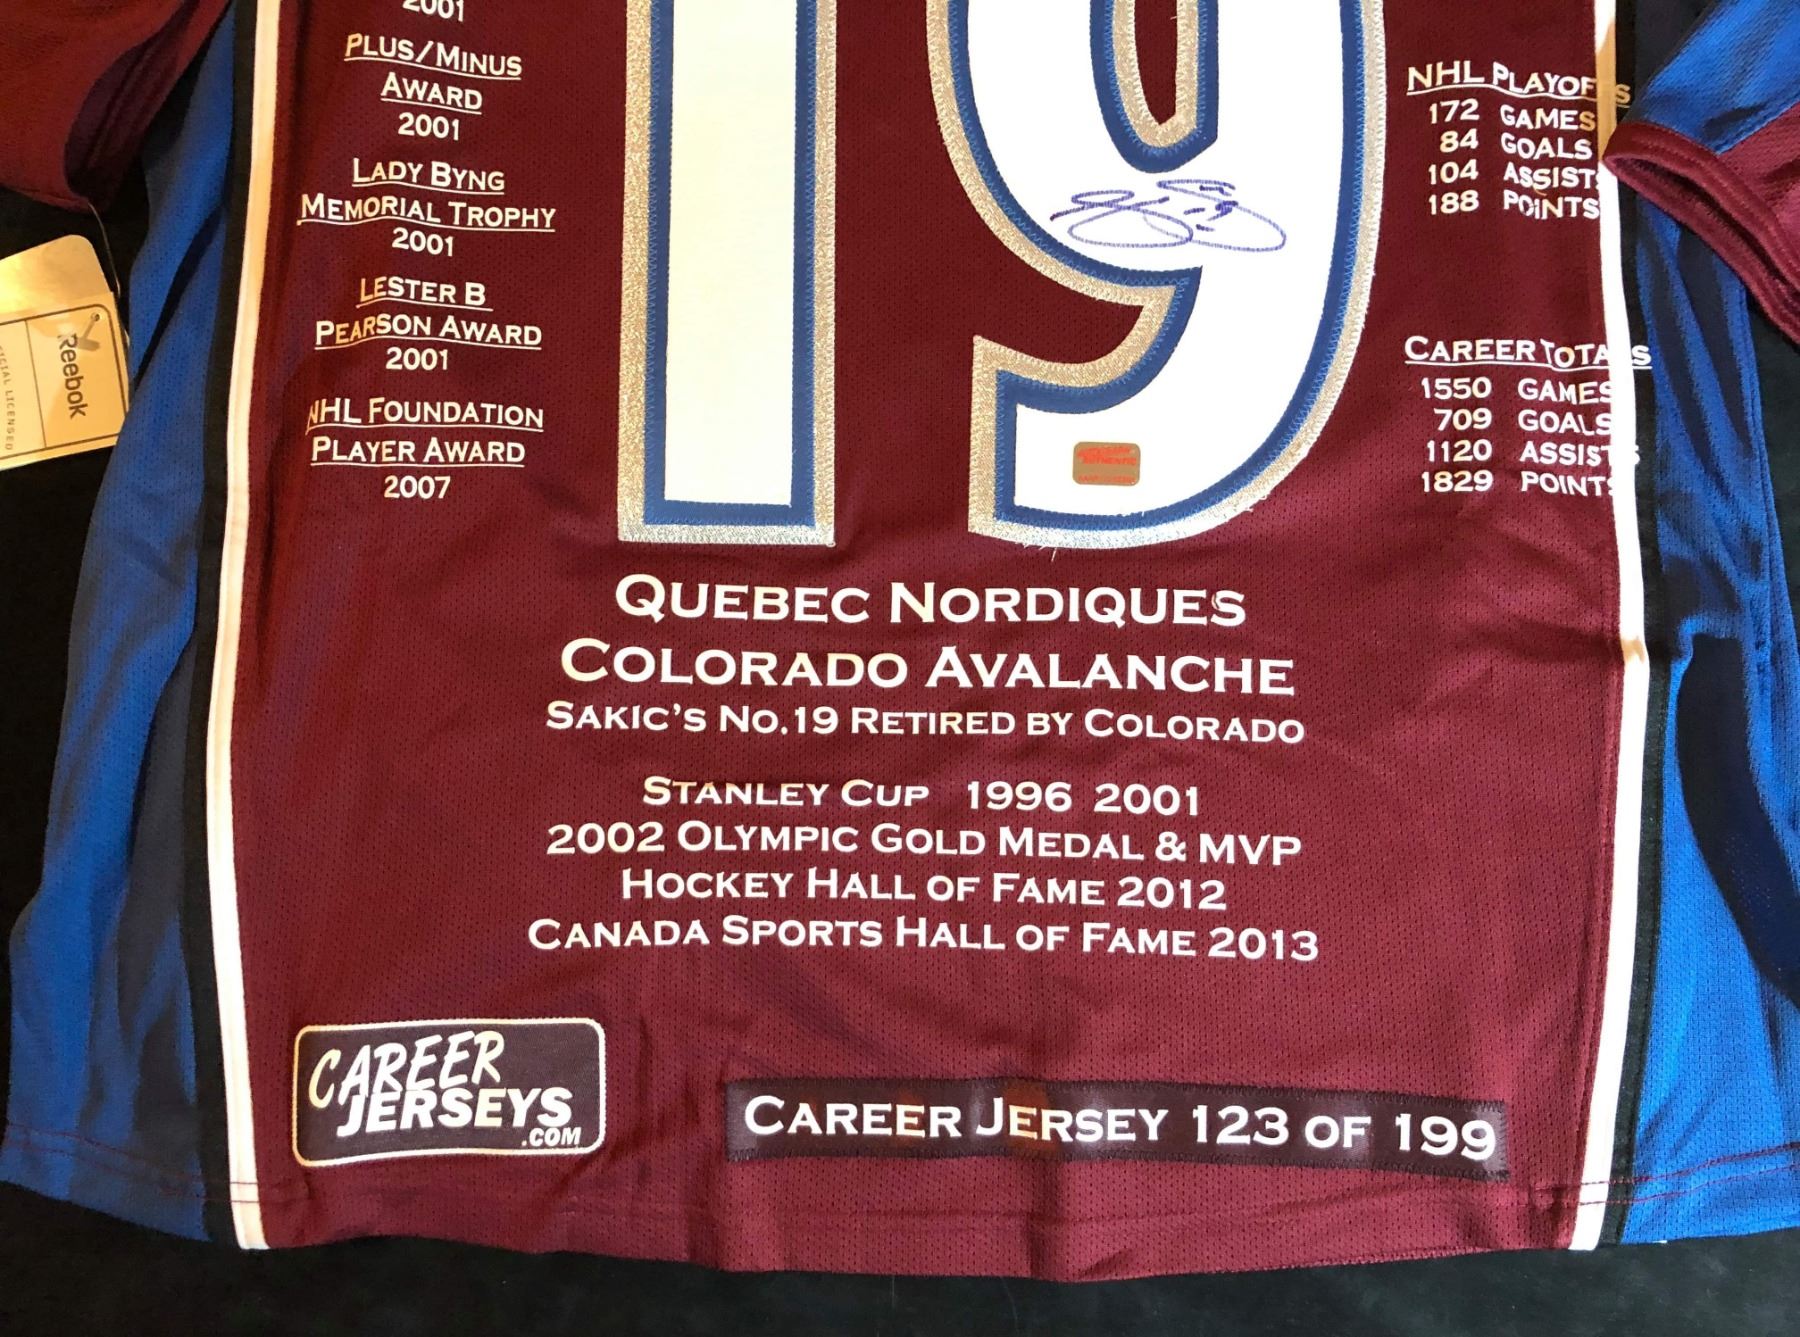 2001
PLUS/MINUS
AWARD
2001
LADY BYNG
MEMORIAL TROPHY
2001
LESTER B
PEARSON AWARD
2001
NHL FOUNDATION
PLAYER AWARD
2007
19
NHL PLAYOFFS
172 GAMES
84 GOALS
104 ASSISTS
188 POINTS
CAREER TOTALS
1550 GAMES
709 GOALS
1120 ASSISTS
1829 POINTS
Reebok
LICENSED
AUTHENTIC
QUEBEC NORDIQUES
COLORADO AVALANCHE
SAKIC'S NO.19 RETIRED BY COLORADO
STANLEY CUP 1996 2001
2002 OLYMPIC GOLD MEDAL & MVP
HOCKEY HALL OF FAME 2012
CANADA SPORTS HALL OF FAME 2013
CAREER
JERSEYS
.COM
CAREER JERSEY 123 OF 199